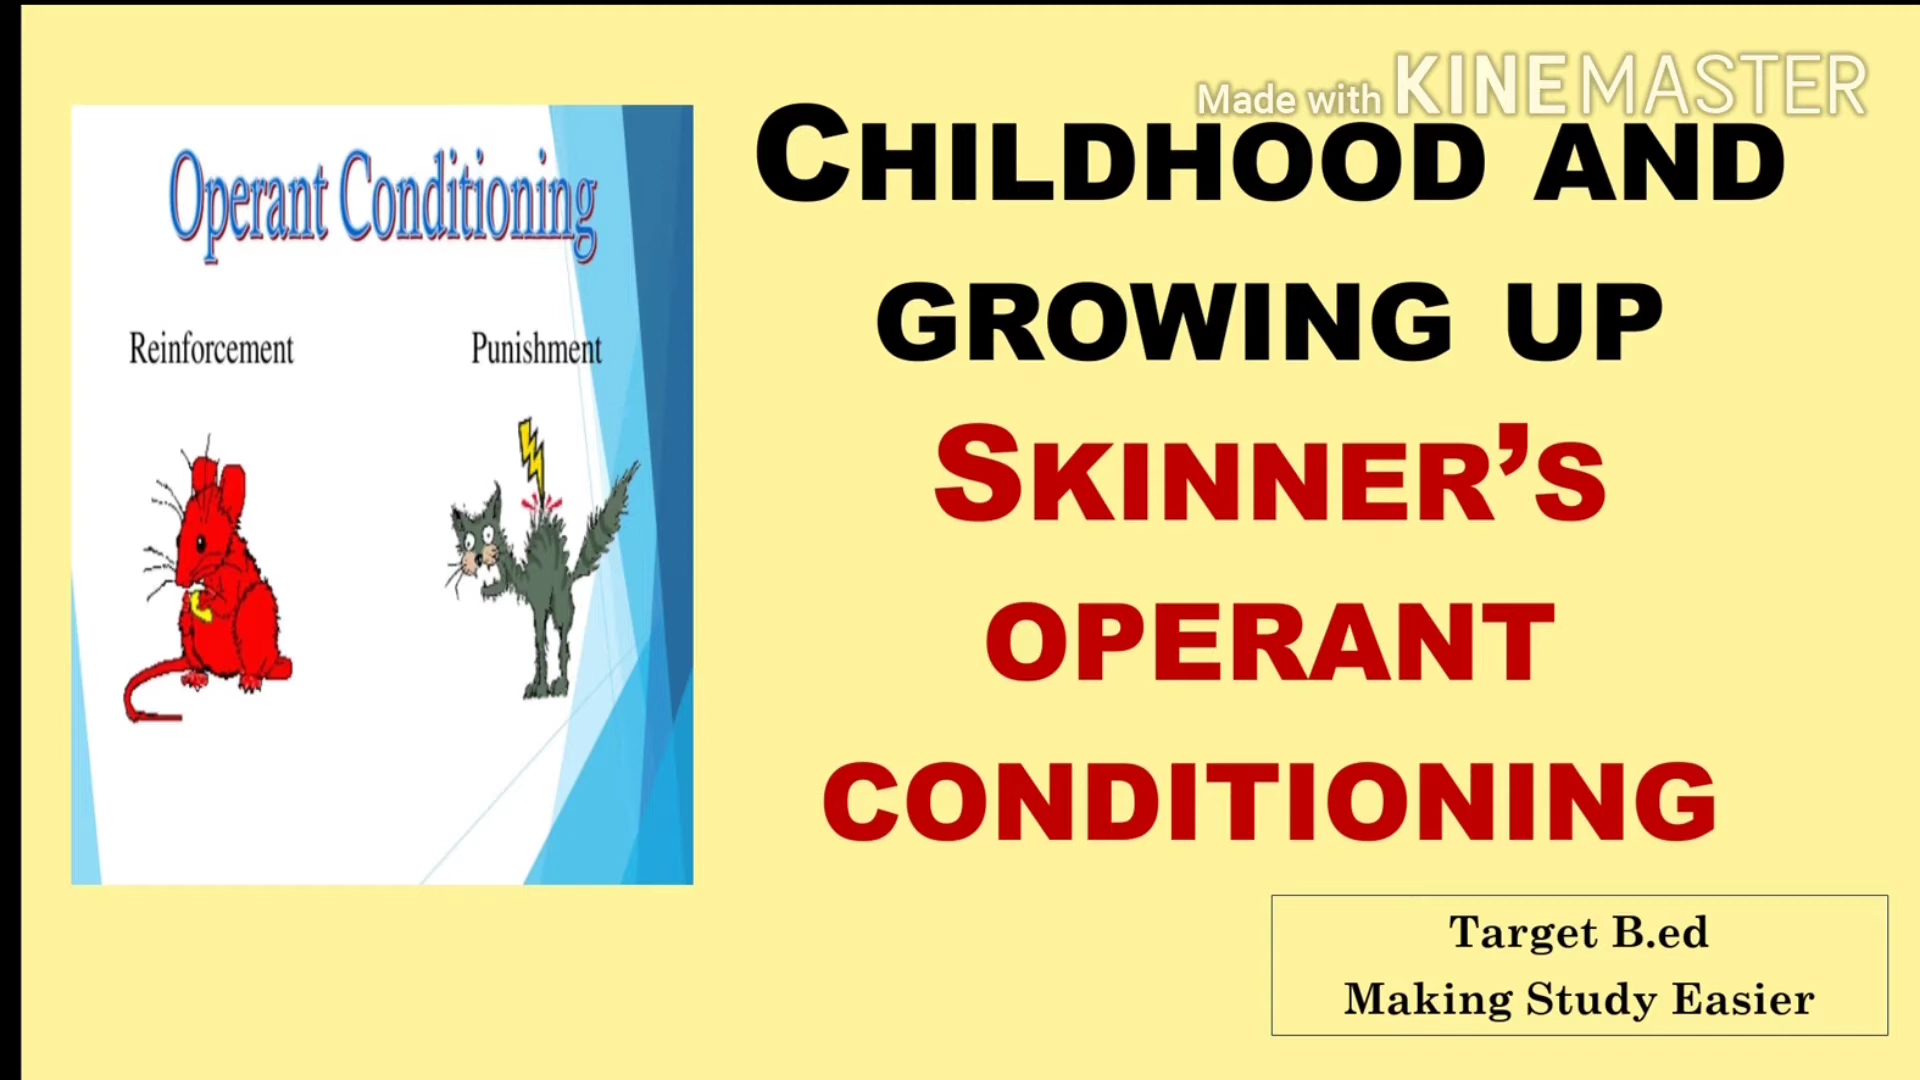 Made with KINEMASTER
Operant Conditioning
Reinforcement
Punishment
CHILDHOOD AND
GROWING UP
SKINNER’S
OPERANT
CONDITIONING
Target B.ed
Making Study Easier